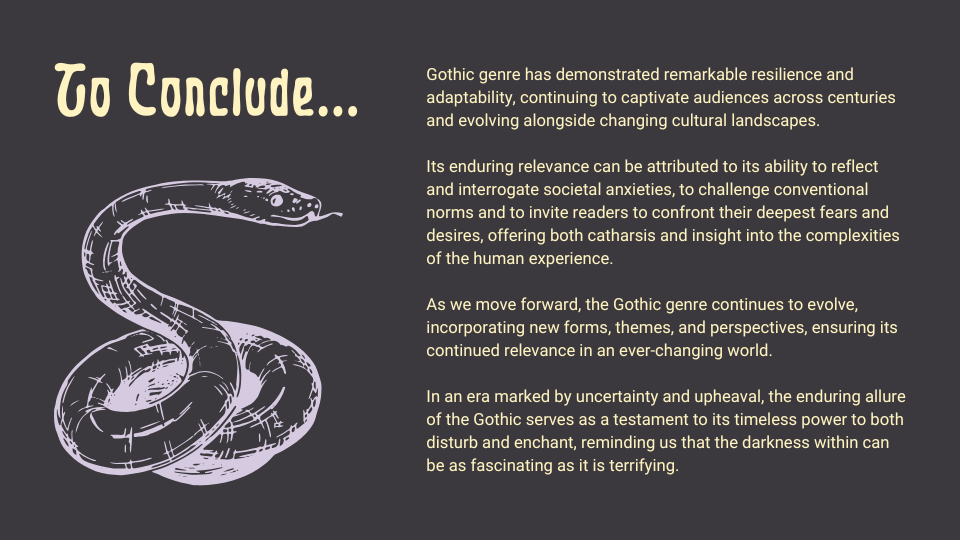 To Conclude...
Gothic genre has demonstrated remarkable resilience and
adaptability, continuing to captivate audiences across centuries
and evolving alongside changing cultural landscapes.
Its enduring relevance can be attributed to its ability to reflect
and interrogate societal anxieties, to challenge conventional
norms and to invite readers to confront their deepest fears and
desires, offering both catharsis and insight into the complexities
of the human experience.
As we move forward, the Gothic genre continues to evolve,
incorporating new forms, themes, and perspectives, ensuring its
continued relevance in an ever-changing world.
In an era marked by uncertainty and upheaval, the enduring allure
of the Gothic serves as a testament to its timeless power to both
disturb and enchant, reminding us that the darkness within can
be as fascinating as it is terrifying.